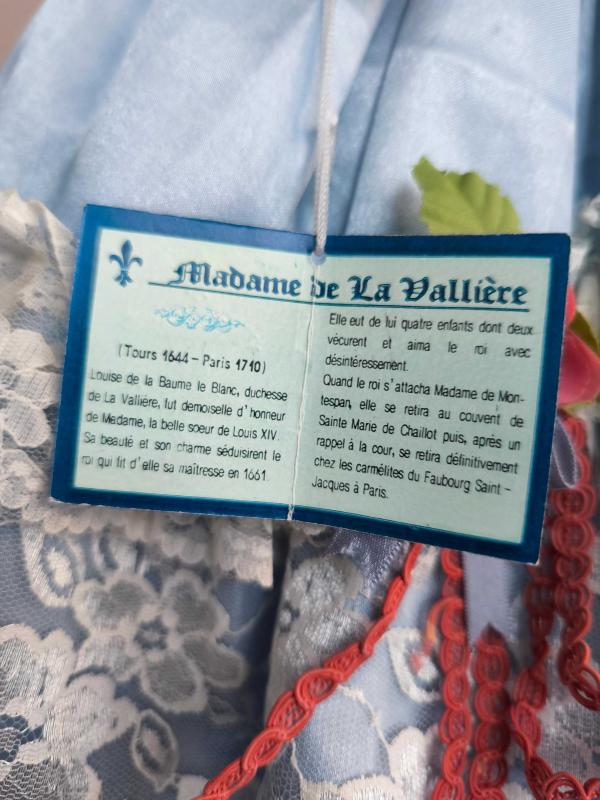 Madame de La Vallière
(Tours 1644 - Paris 1710)
Louise de la Baume le Blanc, duchesse
de La Vallière, fut demoiselle d'honneur
de Madame, la belle soeur de Louis XIV.
Sa beauté et son charme séduisirent le
roi qui fit d'elle sa maîtresse en 1661.
Elle eut de lui quatre enfants dont deux
vécurent et aima le roi avec
désintéressement.
Quand le roi s'attacha Madame de Mon-
tespan, elle se retira au couvent de
Sainte Marie de Chaillot puis, après un
rappel à la cour, se retira définitivement
chez les carmélites du Faubourg Saint -
Jacques à Paris.